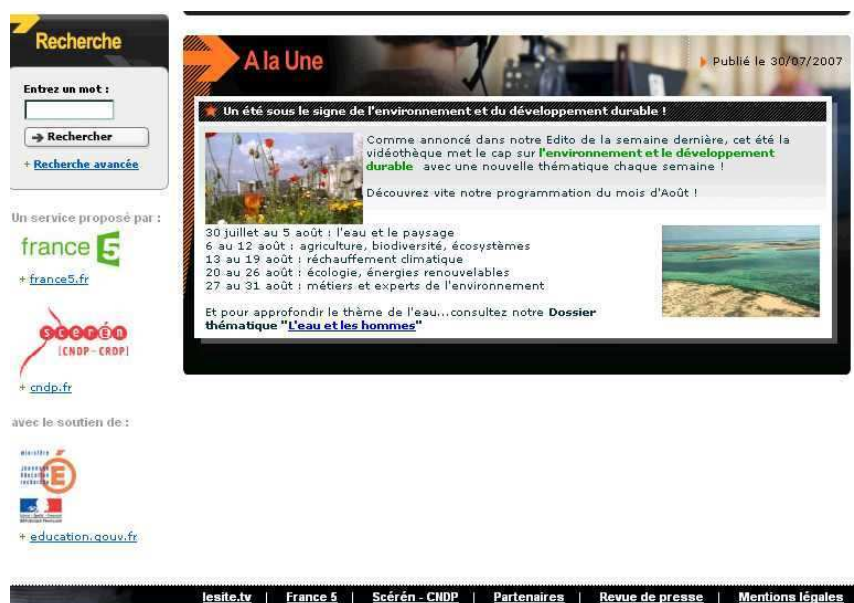 Recherche
Entrez un mot :
Rechercher
+ Recherche avancée
Un service proposé par :
france 5
+ france5.fr
scérén
[CNDP-CRDP]
+ cndp.fr
avec le soutien de :
ministère
jeunesse
éducation
recherche
+ education.gouv.fr
A la Une
Publié le 30/07/2007
Un été sous le signe de l'environnement et du développement durable !
Comme annoncé dans notre Edito de la semaine dernière, cet été la
vidéothèque met le cap sur l'environnement et le développement
durable avec une nouvelle thématique chaque semaine !
Découvrez vite notre programmation du mois d'Août !
30 juillet au 5 août : l'eau et le paysage
6 au 12 août : agriculture, biodiversité, écosystèmes
13 au 19 août : réchauffement climatique
20 au 26 août : écologie, énergies renouvelables
27 au 31 août : métiers et experts de l'environnement
Et pour approfondir le thème de l'eau...consultez notre Dossier
thématique "L'eau et les hommes"
lesite.tv | France 5 | Scérén - CNDP | Partenaires | Revue de presse | Mentions légales